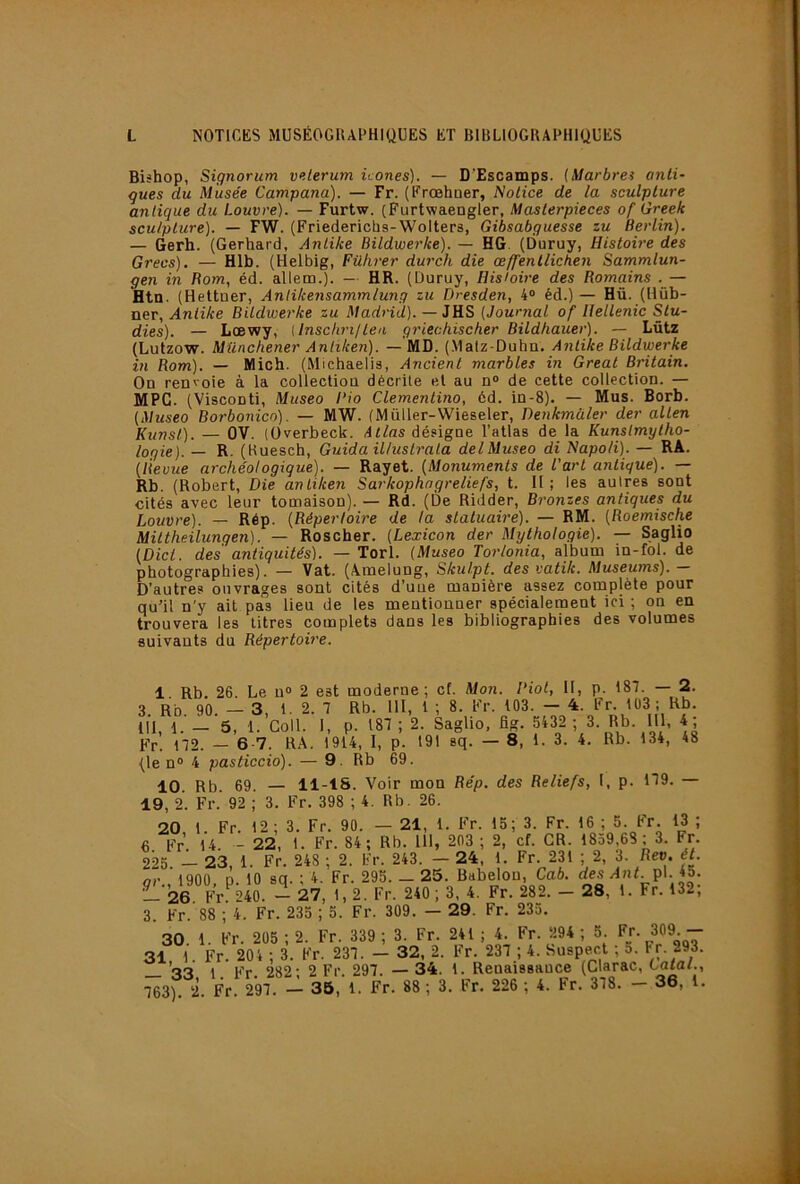 L NOTICES MUSÉOGRAPHIQUES ET BIBLIOGRAPHIQUES
Bishop, Signorum veterum icones). — D'Escamps. (Marbres anti-
ques du Musée Campana). — Fr. (Frœhner, Notice de la sculpture
antique du Louvre). — Furtw. (Furtwaengler, Masterpieces of Greek
sculpture). — FW. (Friederichs-Wolters, Gibsabguesse zu Berlin).
— Gerh. (Gerhard, Antike Bildwerke). — HG. (Duruy, Histoire des
Grecs). — Hlb. (Helbig, Führer durch die œffentlichen Sammlun-
gen in Rom, éd. allem.). — HR. (Duruy, Histoire des Romains . —
Htn. (Hettner, Antikensammlung zu Dresden, 4° éd.) — Hü. (Hüb-
ner, Antike Bildwerke zu Madrid). — JHS (Journal of Hellenic Stu-
dies). — Lœwy, (Inschriften griechischer Bildhauer). — Lütz
(Lutzow. Münchener Antiken). — MD. (Matz-Duhn. Antike Bildwerke
in Rom). — Mich. (Michaelis, Ancient marbles in Great Britain.
On renvoie à la collection décrite et au n° de cette collection. —
MPC. (Visconti, Museo Pio Clementino, éd. in-8). — Mus. Borb.
(Museo Borbonico). — MW. (Müller-Wieseler, Denkmäler der alten
Kunst). — OV. (Overbeck. Atlas désigne l'atlas de la Kunstmytho-
logie). — R. (Ruesch, Guida illustrata del Museo di Napoli). — RA.
(Revue archéologique). — Rayet. (Monuments de l'art antique). —
Rb. (Robert, Die antiken Sarkophagreliefs, t. II ; les autres sont
cités avec leur tomaison). — Rd. (De Ridder, Bronzes antiques du
Louvre). — Rép. (Répertoire de la statuaire). — RM. (Roemische
Mittheilungen). — Roscher. (Lexicon der Mythologie). — Saglio
(Dict. des antiquités). — Torl. (Museo Torlonia, album in-fol. de
photographies). — Vat. (Amelung, Skulpt. des vatik. Museums). —
D'autres ouvrages sont cités d'une manière assez complète pour
qu'il n'y ait pas lieu de les mentionner spécialement ici ; on en
trouvera les titres complets dans les bibliographies des volumes
suivants du Répertoire.
1. Rb. 26. Le n° 2 est moderne ; cf. Mon. Piot, II, p. 187. — 2.
3. Rb. 90. — 3, 1. 2. 7 Rb. III, 1 ; 8. Fr. 103. — 4. Fr. 103 ; Rb.
III, 1. — 5, 1. Coll. I, p. 187 ; 2. Saglio, fig. 5432 ; 3. Rb. III, 4 ;
Fr. 172. — 6-7. RA. 1914, I, p. 191 sq. — 8, 1. 3. 4. Rb. 134, 48
(le n° 4 pasticcio). — 9. Rb 69.
10. Rb. 69. — 11-18. Voir mon Rép. des Reliefs, I, p. 179. —
19, 2. Fr. 92 ; 3. Fr. 398 ; 4. Rb. 26.
20, 1. Fr. 12 ; 3. Fr. 90. — 21, 1. Fr. 15 ; 3. Fr. 16 ; 5. Fr. 13 ;
6. Fr. 14. - 22, 1. Fr. 84 ; Rb. III, 203 ; 2, cf. CR. 1859,68 ; 3. Fr.
225. — 23, 1. Fr. 248 ; 2. Fr. 243. — 24, 1. Fr. 231 ; 2, 3. Rev. ét.
gr., 1900, p. 10 sq. ; 4. Fr. 295. — 25. Babelon, Cab. des Ant. pl. 45.
— 26. Fr. 240. — 27, 1, 2. Fr. 240 ; 3, 4. Fr. 282. — 28, 1. Fr. 132;
3. Fr. 88 ; 4. Fr. 235 ; 5. Fr. 309. — 29. Fr. 235.
30. 1. Fr. 205 ; 2. Fr. 339 ; 3. Fr. 241 ; 4. Fr. 294 ; 5. Fr. 309. —
31, 1. Fr. 204 ; 3. Fr. 237. — 32, 2. Fr. 237 ; 4. Suspect ; 5. Fr. 293.
— 33, 1. Fr. 282 ; 2 Fr. 297. — 34. 1. Renaissance (Clarac, Catal.,
763). 2. Fr. 297. — 35, 1. Fr. 88 ; 3. Fr. 226 ; 4. Fr. 378. — 36, 1.